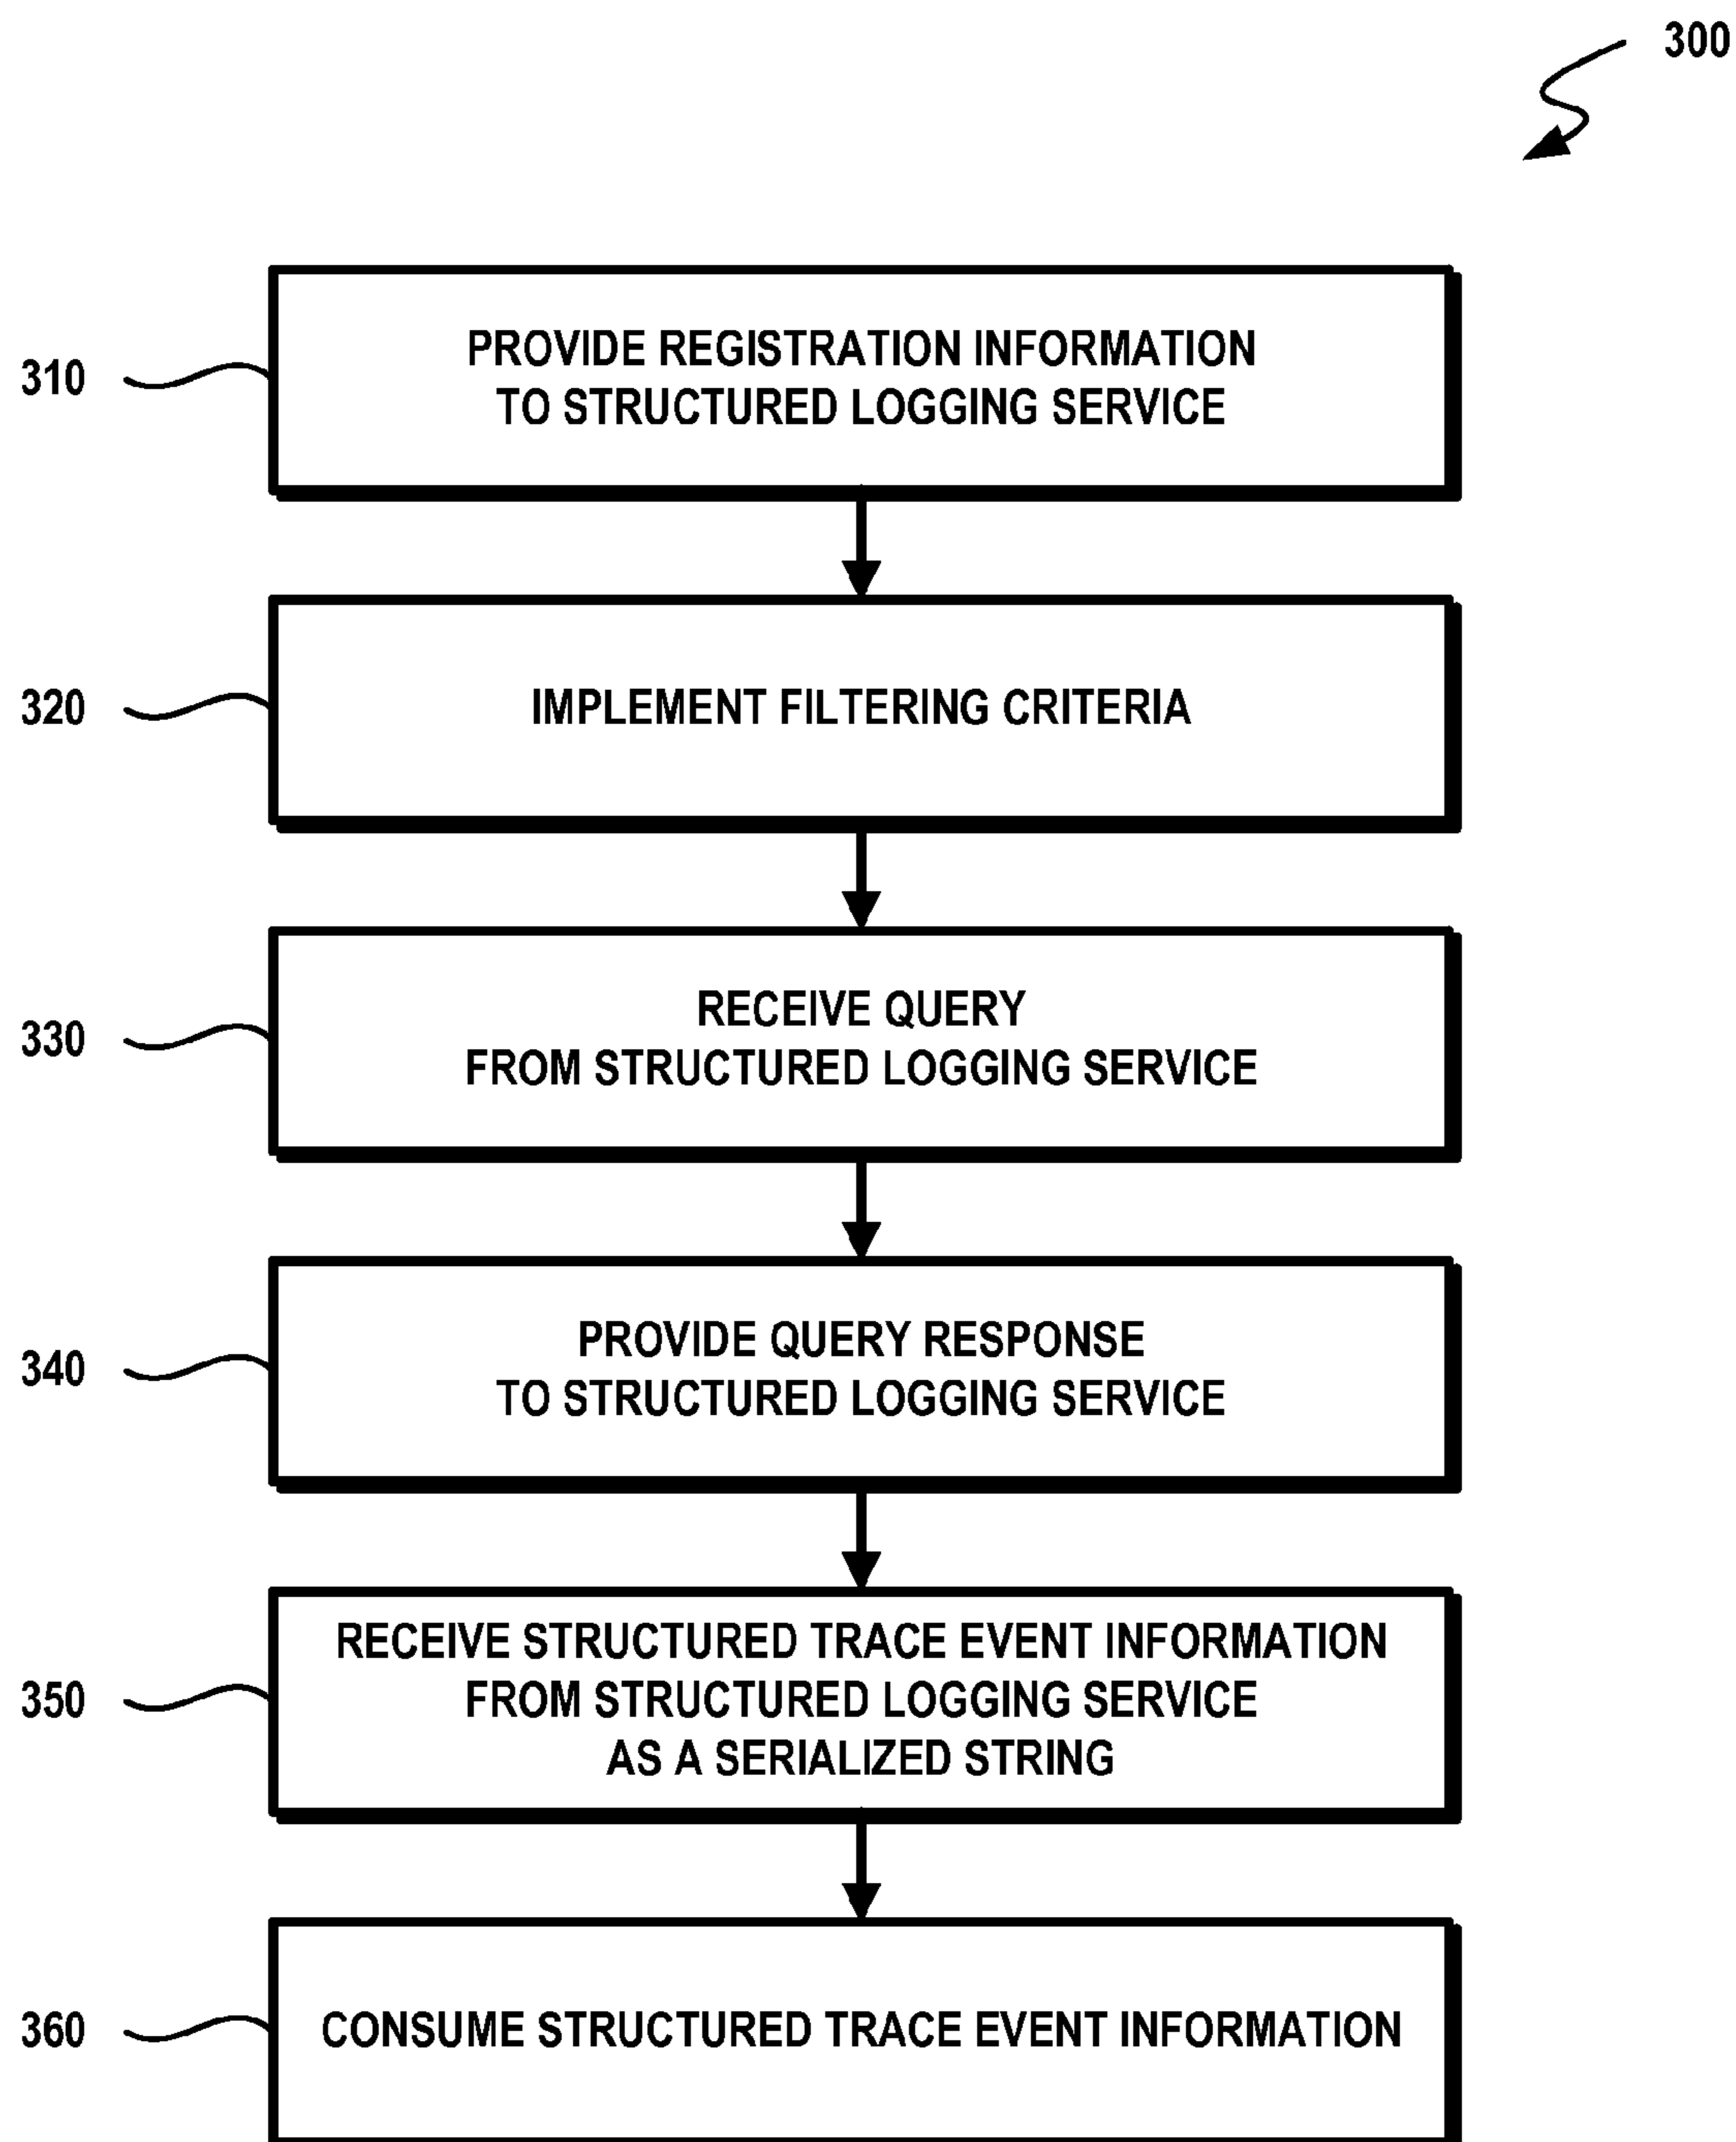 300
310
PROVIDE REGISTRATION INFORMATION
TO STRUCTURED LOGGING SERVICE
320
IMPLEMENT FILTERING CRITERIA
330
RECEIVE QUERY
FROM STRUCTURED LOGGING SERVICE
340
PROVIDE QUERY RESPONSE
TO STRUCTURED LOGGING SERVICE
350
RECEIVE STRUCTURED TRACE EVENT INFORMATION
FROM STRUCTURED LOGGING SERVICE
AS A SERIALIZED STRING
360
CONSUME STRUCTURED TRACE EVENT INFORMATION